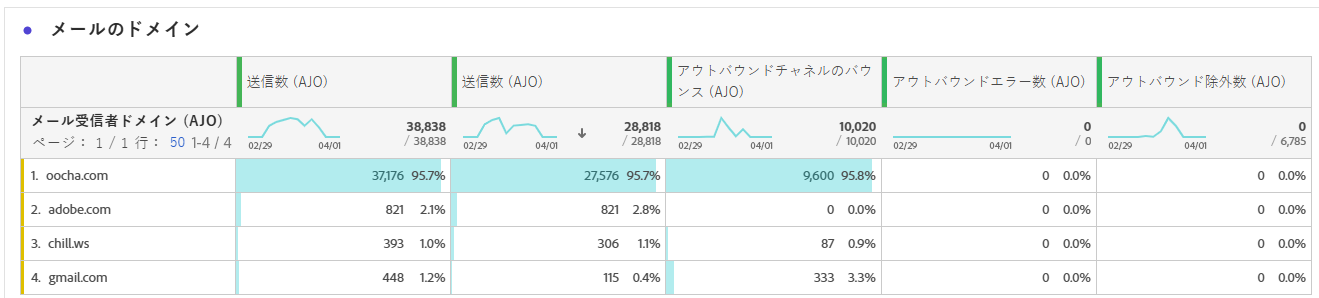 メールのドメイン
送信数 (AJO)
送信数 (AJO)
アウトバウンドチャネルのバウンス (AJO)
アウトバウンドエラー数 (AJO)
アウトバウンド除外数 (AJO)
メール受信者ドメイン (AJO)
ページ： 1 / 1 行： 50 1-4 / 4
02/29 04/01 38,838 / 38,838
02/29 04/01 28,818 / 28,818
02/29 04/01 10,020 / 10,020
02/29 04/01 0 / 0
02/29 04/01 0 / 6,785
1. oocha.com 37,176 95.7% 27,576 95.7% 9,600 95.8% 0 0.0% 0 0.0%
2. adobe.com 821 2.1% 821 2.8% 0 0.0% 0 0.0% 0 0.0%
3. chill.ws 393 1.0% 306 1.1% 87 0.9% 0 0.0% 0 0.0%
4. gmail.com 448 1.2% 115 0.4% 333 3.3% 0 0.0% 0 0.0%